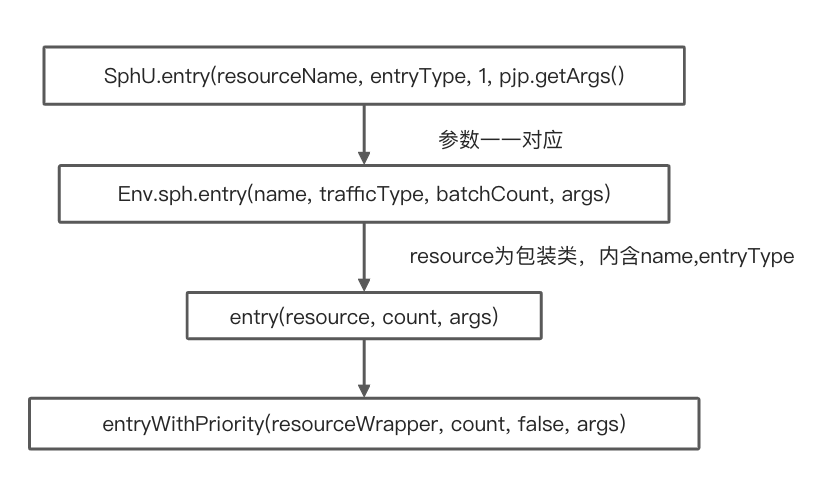 SphU.entry(resourceName, entryType, 1, pjp.getArgs()
参数一一对应
Env.sph.entry(name, trafficType, batchCount, args)
resource为包装类，内含name,entryType
entry(resource, count, args)
entryWithPriority(resourceWrapper, count, false, args)